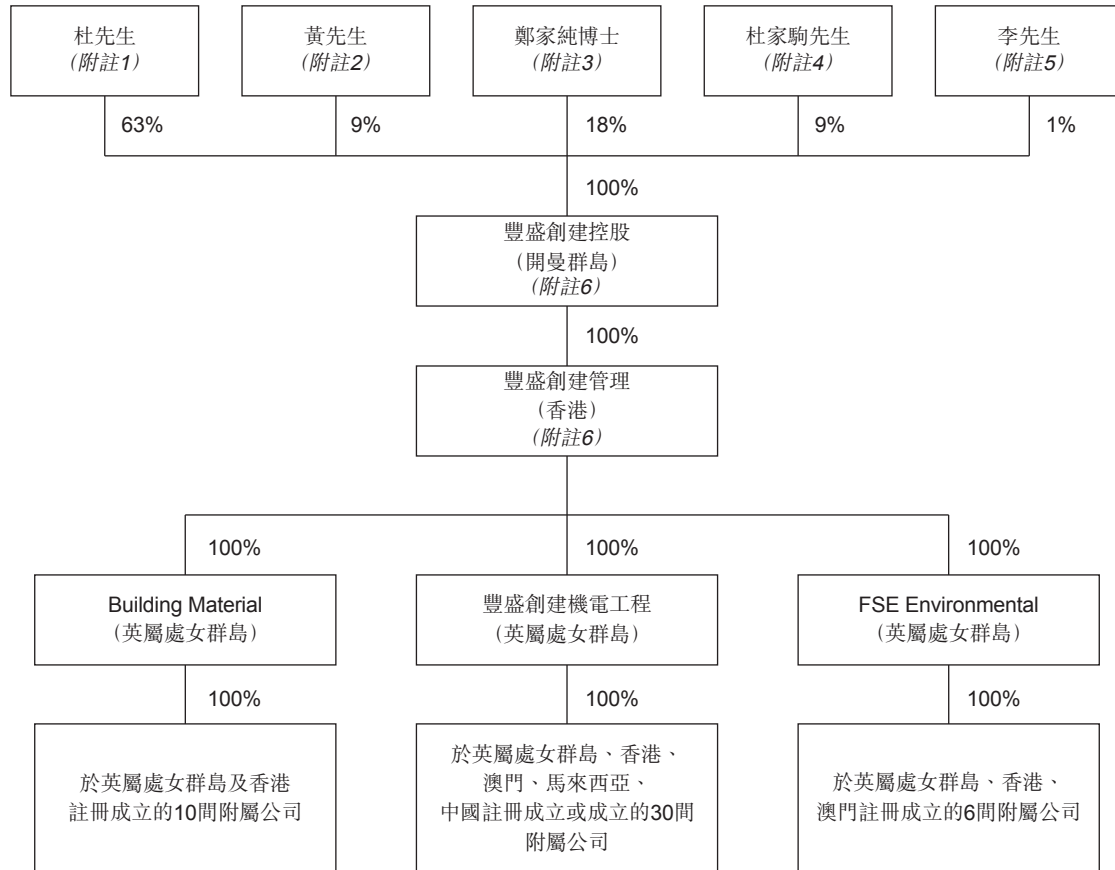 杜先生
（附註1）
黃先生
（附註2）
鄭家純博士
（附註3）
杜家駒先生
（附註4）
李先生
（附註5）
63%
9%
18%
9%
1%
100%
豐盛創建控股
（開曼群島）
（附註6）
100%
豐盛創建管理
（香港）
（附註6）
100%
100%
100%
Building Material
（英屬處女群島）
豐盛創建機電工程
（英屬處女群島）
FSE Environmental
（英屬處女群島）
100%
100%
100%
於英屬處女群島及香港
註冊成立的10間附屬公司
於英屬處女群島、香港、
澳門、馬來西亞、
中國註冊成立或成立的30間
附屬公司
於英屬處女群島、香港、
澳門註冊成立的6間附屬公司